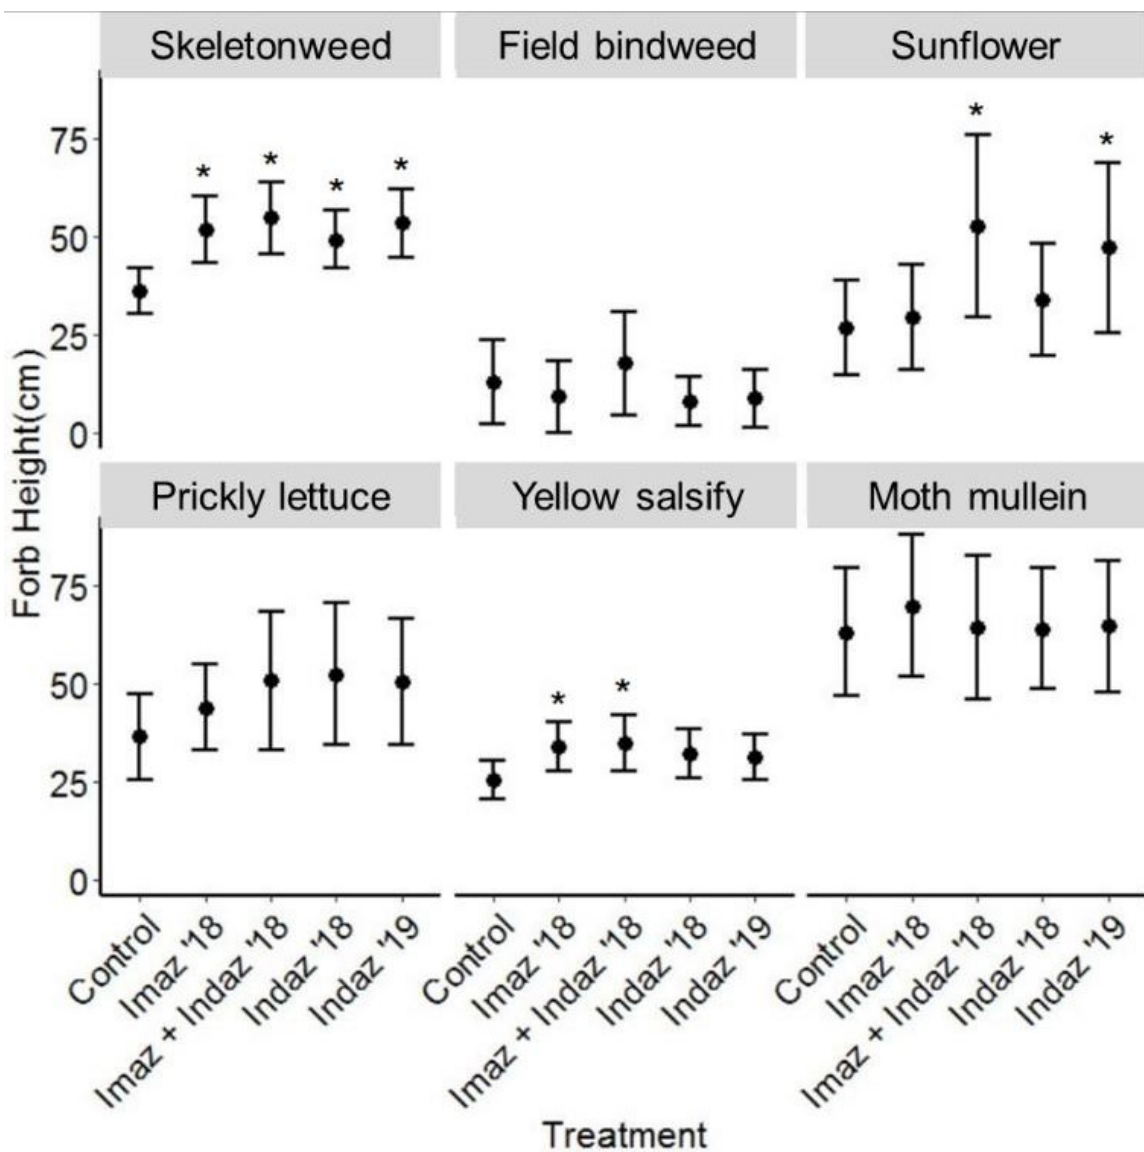 Skeletonweed Field bindweed Sunflower
75
50
25
0
* * * *
* *
Forb Height(cm)
Prickly lettuce Yellow salsify Moth mullein
75
50
25
0
* *
Control Imaz '18 Imaz + Indaz '18 Indaz '18 Indaz '19
Control Imaz '18 Imaz + Indaz '18 Indaz '18 Indaz '19
Control Imaz '18 Imaz + Indaz '18 Indaz '18 Indaz '19
Treatment